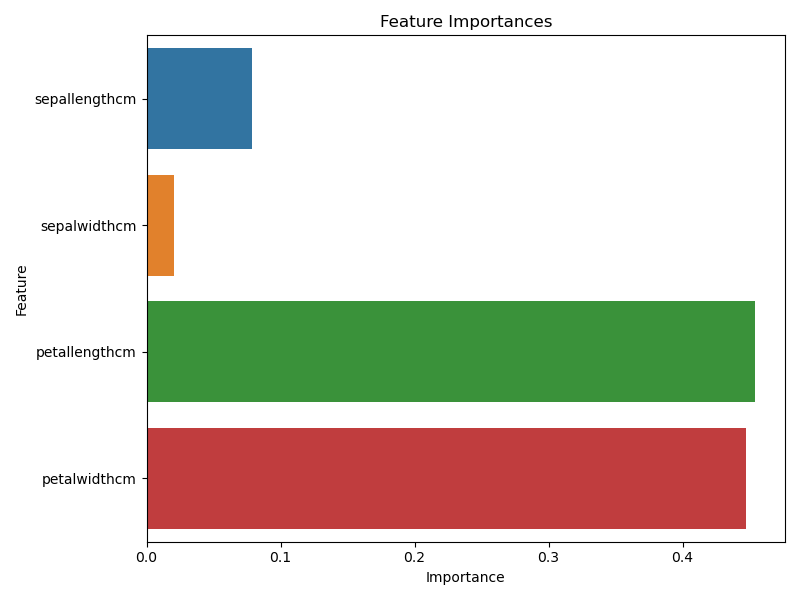 Feature Importances
sepallengthcm
sepalwidthcm
petallengthcm
petalwidthcm
Feature
0.0 0.1 0.2 0.3 0.4
Importance